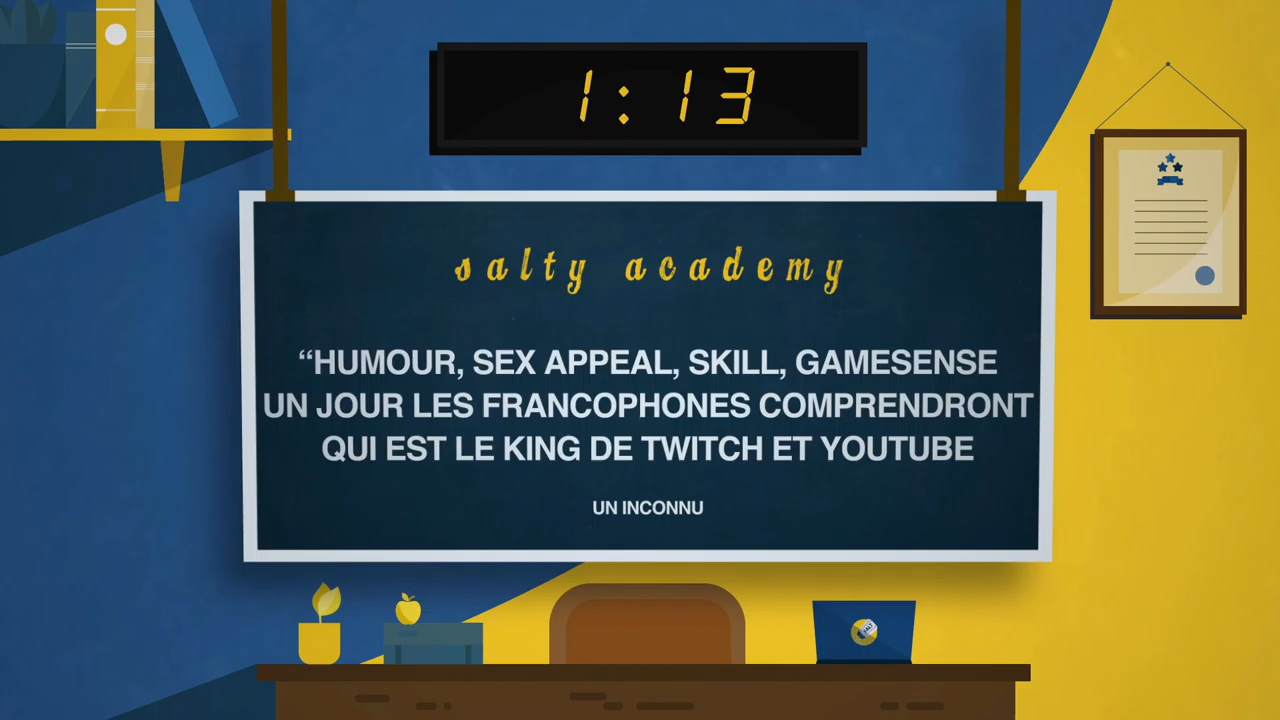 1:13
salty academy
“HUMOUR, SEX APPEAL, SKILL, GAMESENSE
UN JOUR LES FRANCOPHONES COMPRENDRONT
QUI EST LE KING DE TWITCH ET YOUTUBE
UN INCONNU